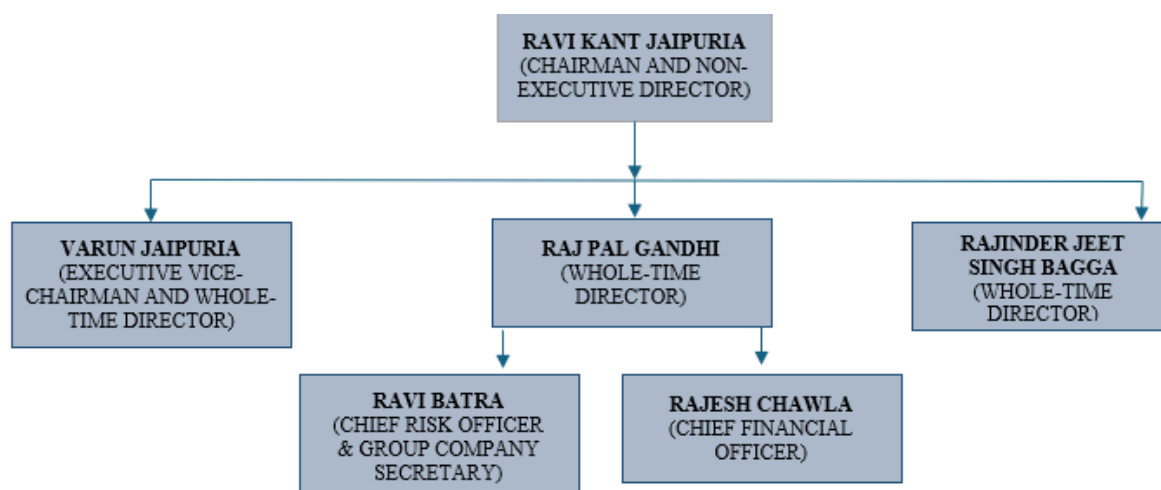 RAVI KANT JAIPURIA
(CHAIRMAN AND NON-
EXECUTIVE DIRECTOR)
VARUN JAIPURIA
(EXECUTIVE VICE-
CHAIRMAN AND WHOLE-
TIME DIRECTOR)
RAJ PAL GANDHI
(WHOLE-TIME
DIRECTOR)
RAJINDER JEET
SINGH BAGGA
(WHOLE-TIME
DIRECTOR)
RAVI BATRA
(CHIEF RISK OFFICER
& GROUP COMPANY
SECRETARY)
RAJESH CHAWLA
(CHIEF FINANCIAL
OFFICER)